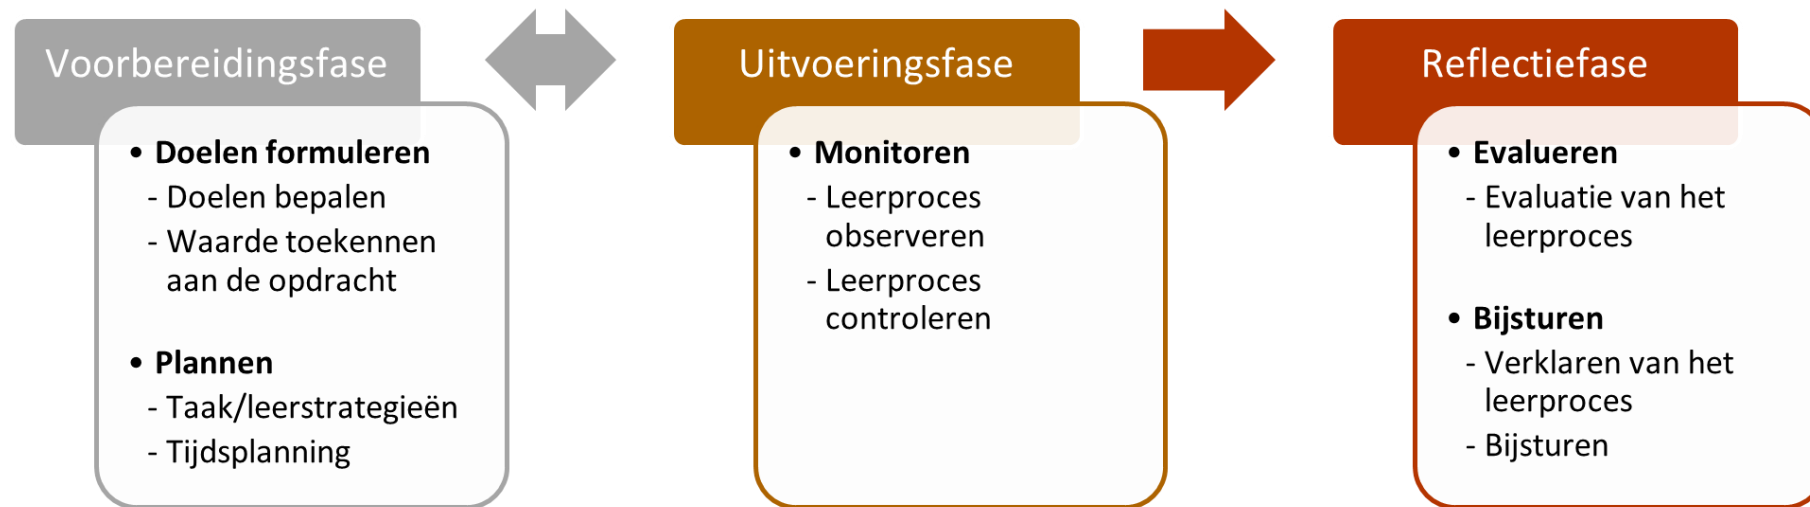 Voorbereidingsfase
• Doelen formuleren
- Doelen bepalen
- Waarde toekennen
aan de opdracht
• Plannen
- Taak/leerstrategieën
- Tijdsplanning
Uitvoeringsfase
• Monitoren
- Leerproces
observeren
- Leerproces
controleren
Reflectiefase
• Evalueren
- Evaluatie van het
leerproces
• Bijsturen
- Verklaren van het
leerproces
- Bijsturen